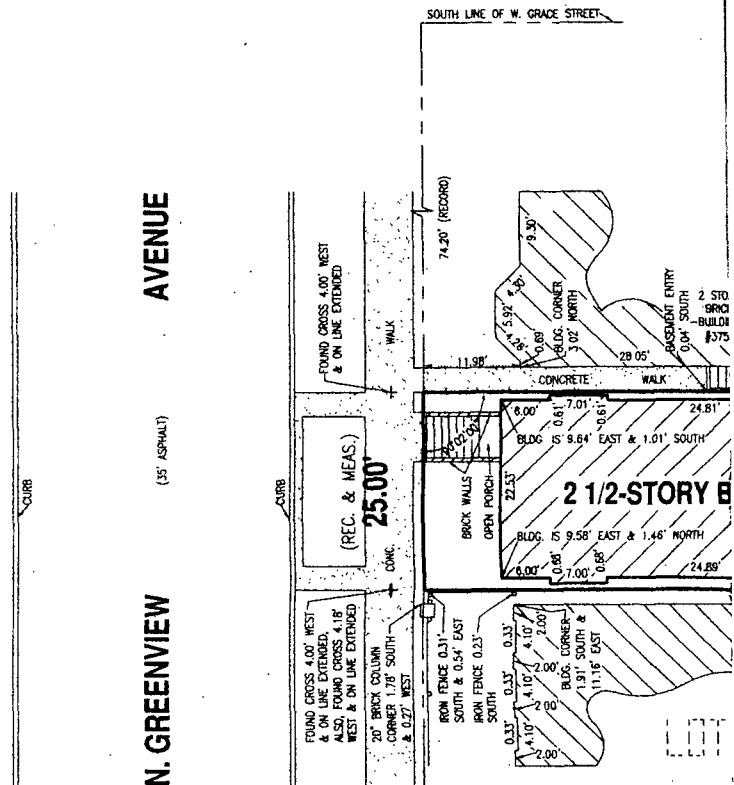 SOUTH LINE OF W. GRACE STREET
74.20' (RECORD)
N. GREENVIEW AVENUE
(35' ASPHALT)
CURB
CURB
FOUND CROSS 4.00' WEST
& ON LINE EXTENDED
WALK
9.30'
4.30'
5.92'
4.26'
0.69'
BLDG. CORNER
3.02' NORTH
BASEMENT ENTRY
0.04' SOUTH
2 STO
BRIC
BUILDI
#375
11.98'
28.05'
CONCRETE WALK
6.00'
0.61'
7.01'
0.61'
24.81'
90°02'00"
BLDG. IS 9.64' EAST & 1.01' SOUTH
(REC. & MEAS.)
25.00'
BRICK WALLS
OPEN PORCH
22.53'
2 1/2-STORY B
BLDG. IS 9.58' EAST & 1.46' NORTH
CONC.
6.00'
0.68'
7.00'
0.68'
24.89'
FOUND CROSS 4.00' WEST
& ON LINE EXTENDED,
ALSO, FOUND CROSS 4.18'
WEST & ON LINE EXTENDED
20" BRICK COLUMN
CORNER 1.78' SOUTH
& 0.27' WEST
IRON FENCE 0.31'
SOUTH & 0.54' EAST
IRON FENCE 0.23'
SOUTH
0.33'
4.10'
2.00'
BLDG. CORNER
1.91' SOUTH &
11.16' EAST
0.33'
4.10'
2.00'
2.00'
0.33'
4.10'
2.00'